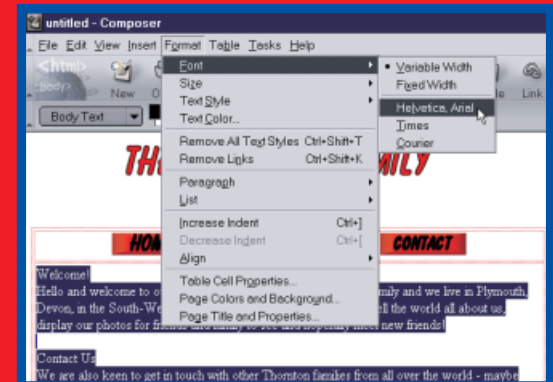 untitled - Composer
File Edit View Insert Format Table Tasks Help
<html>
<body>
New
Link
Body Text
Font
Size
Text Style
Text Color...
Remove All Text Styles Ctrl+Shift+T
Remove Links Ctrl+Shift+K
Paragraph
List
Increase Indent Ctrl+]
Decrease Indent Ctrl+[
Align
Table Cell Properties...
Page Colors and Background...
Page Title and Properties...
Variable Width
Fixed Width
Helvetica, Arial
Times
Courier
CONTACT
Welcome!
Hello and welcome to
and we live in Plymouth,
Devon, in the
the world all about us,
display our photos for friends and family to see and hopefully meet new friends!
Contact Us
We are also keen to get in touch with other Thornton families from all over the world - maybe